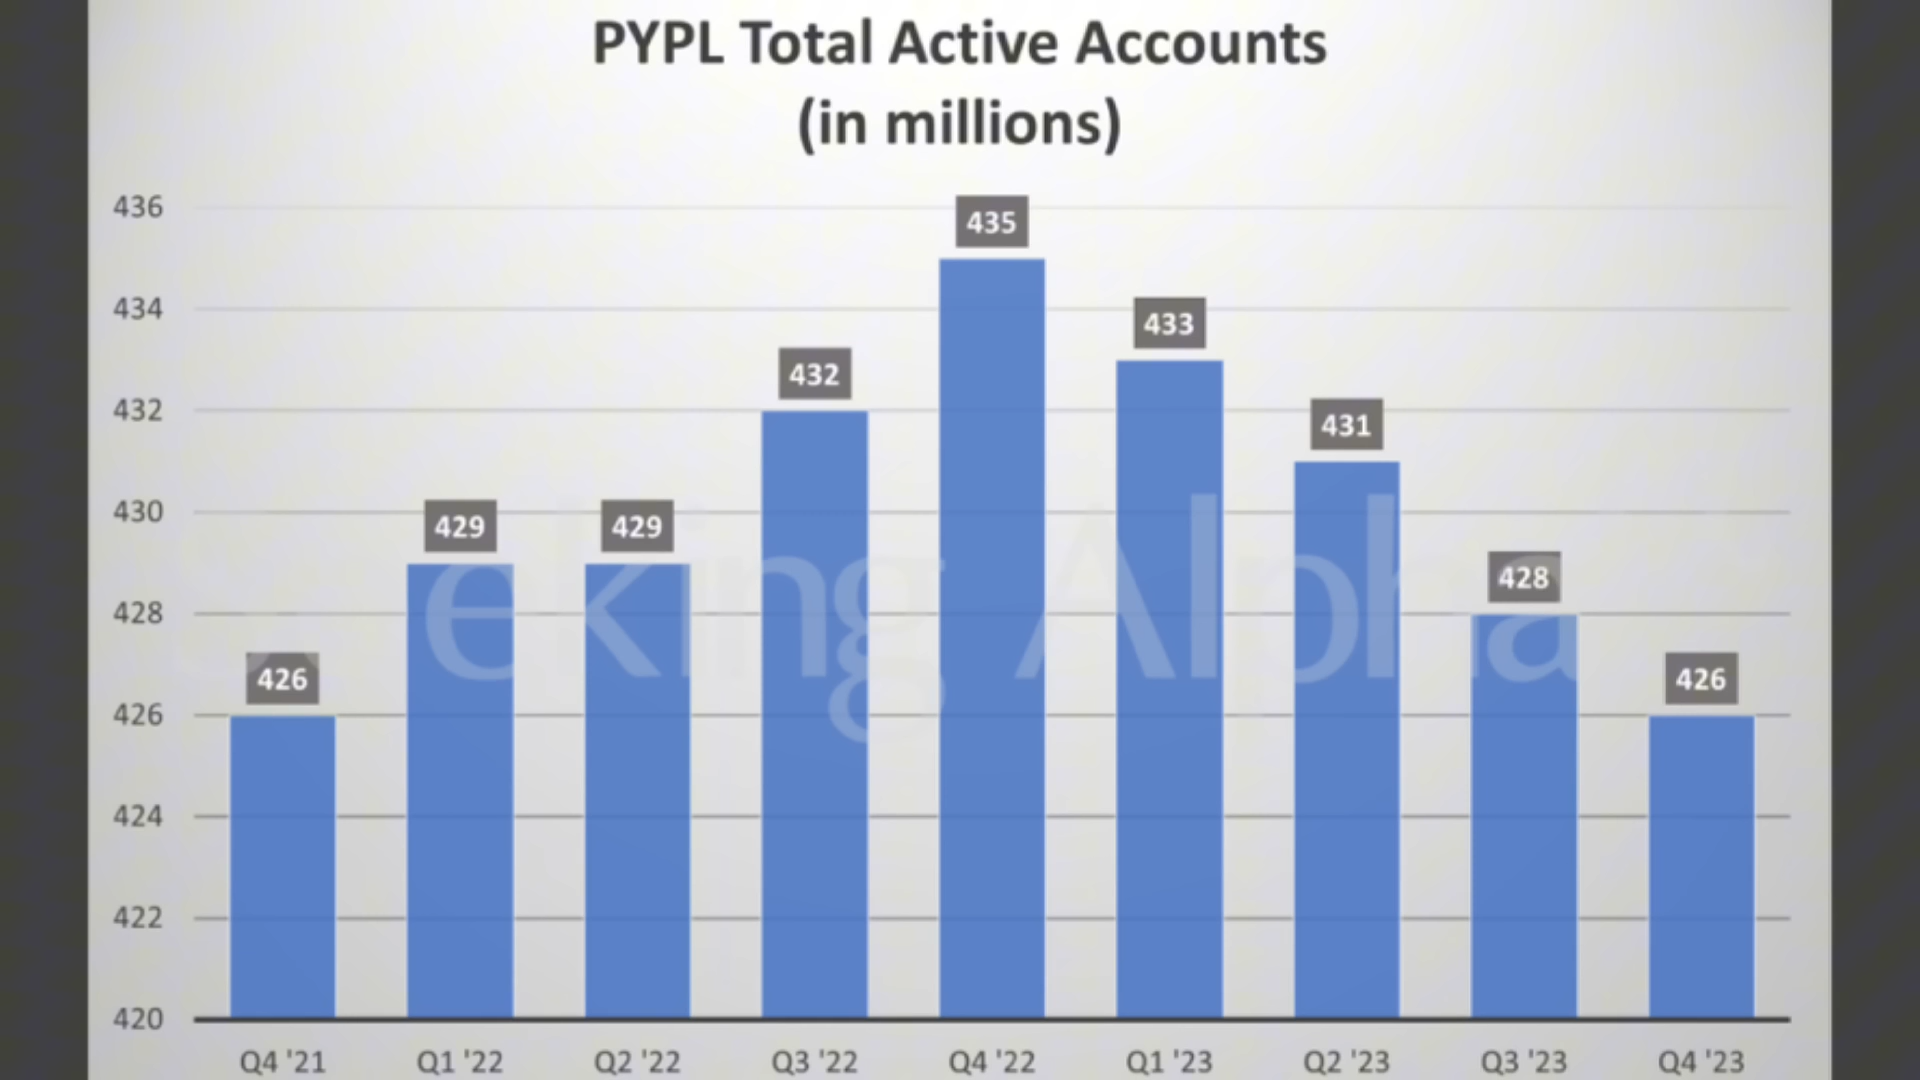 PYPL Total Active Accounts
(in millions)
436
434
432
430
428
426
424
422
420
426
429
429
432
435
433
431
428
426
eking Alpha
Q4 '21
Q1 '22
Q2 '22
Q3 '22
Q4 '22
Q1 '23
Q2 '23
Q3 '23
Q4 '23